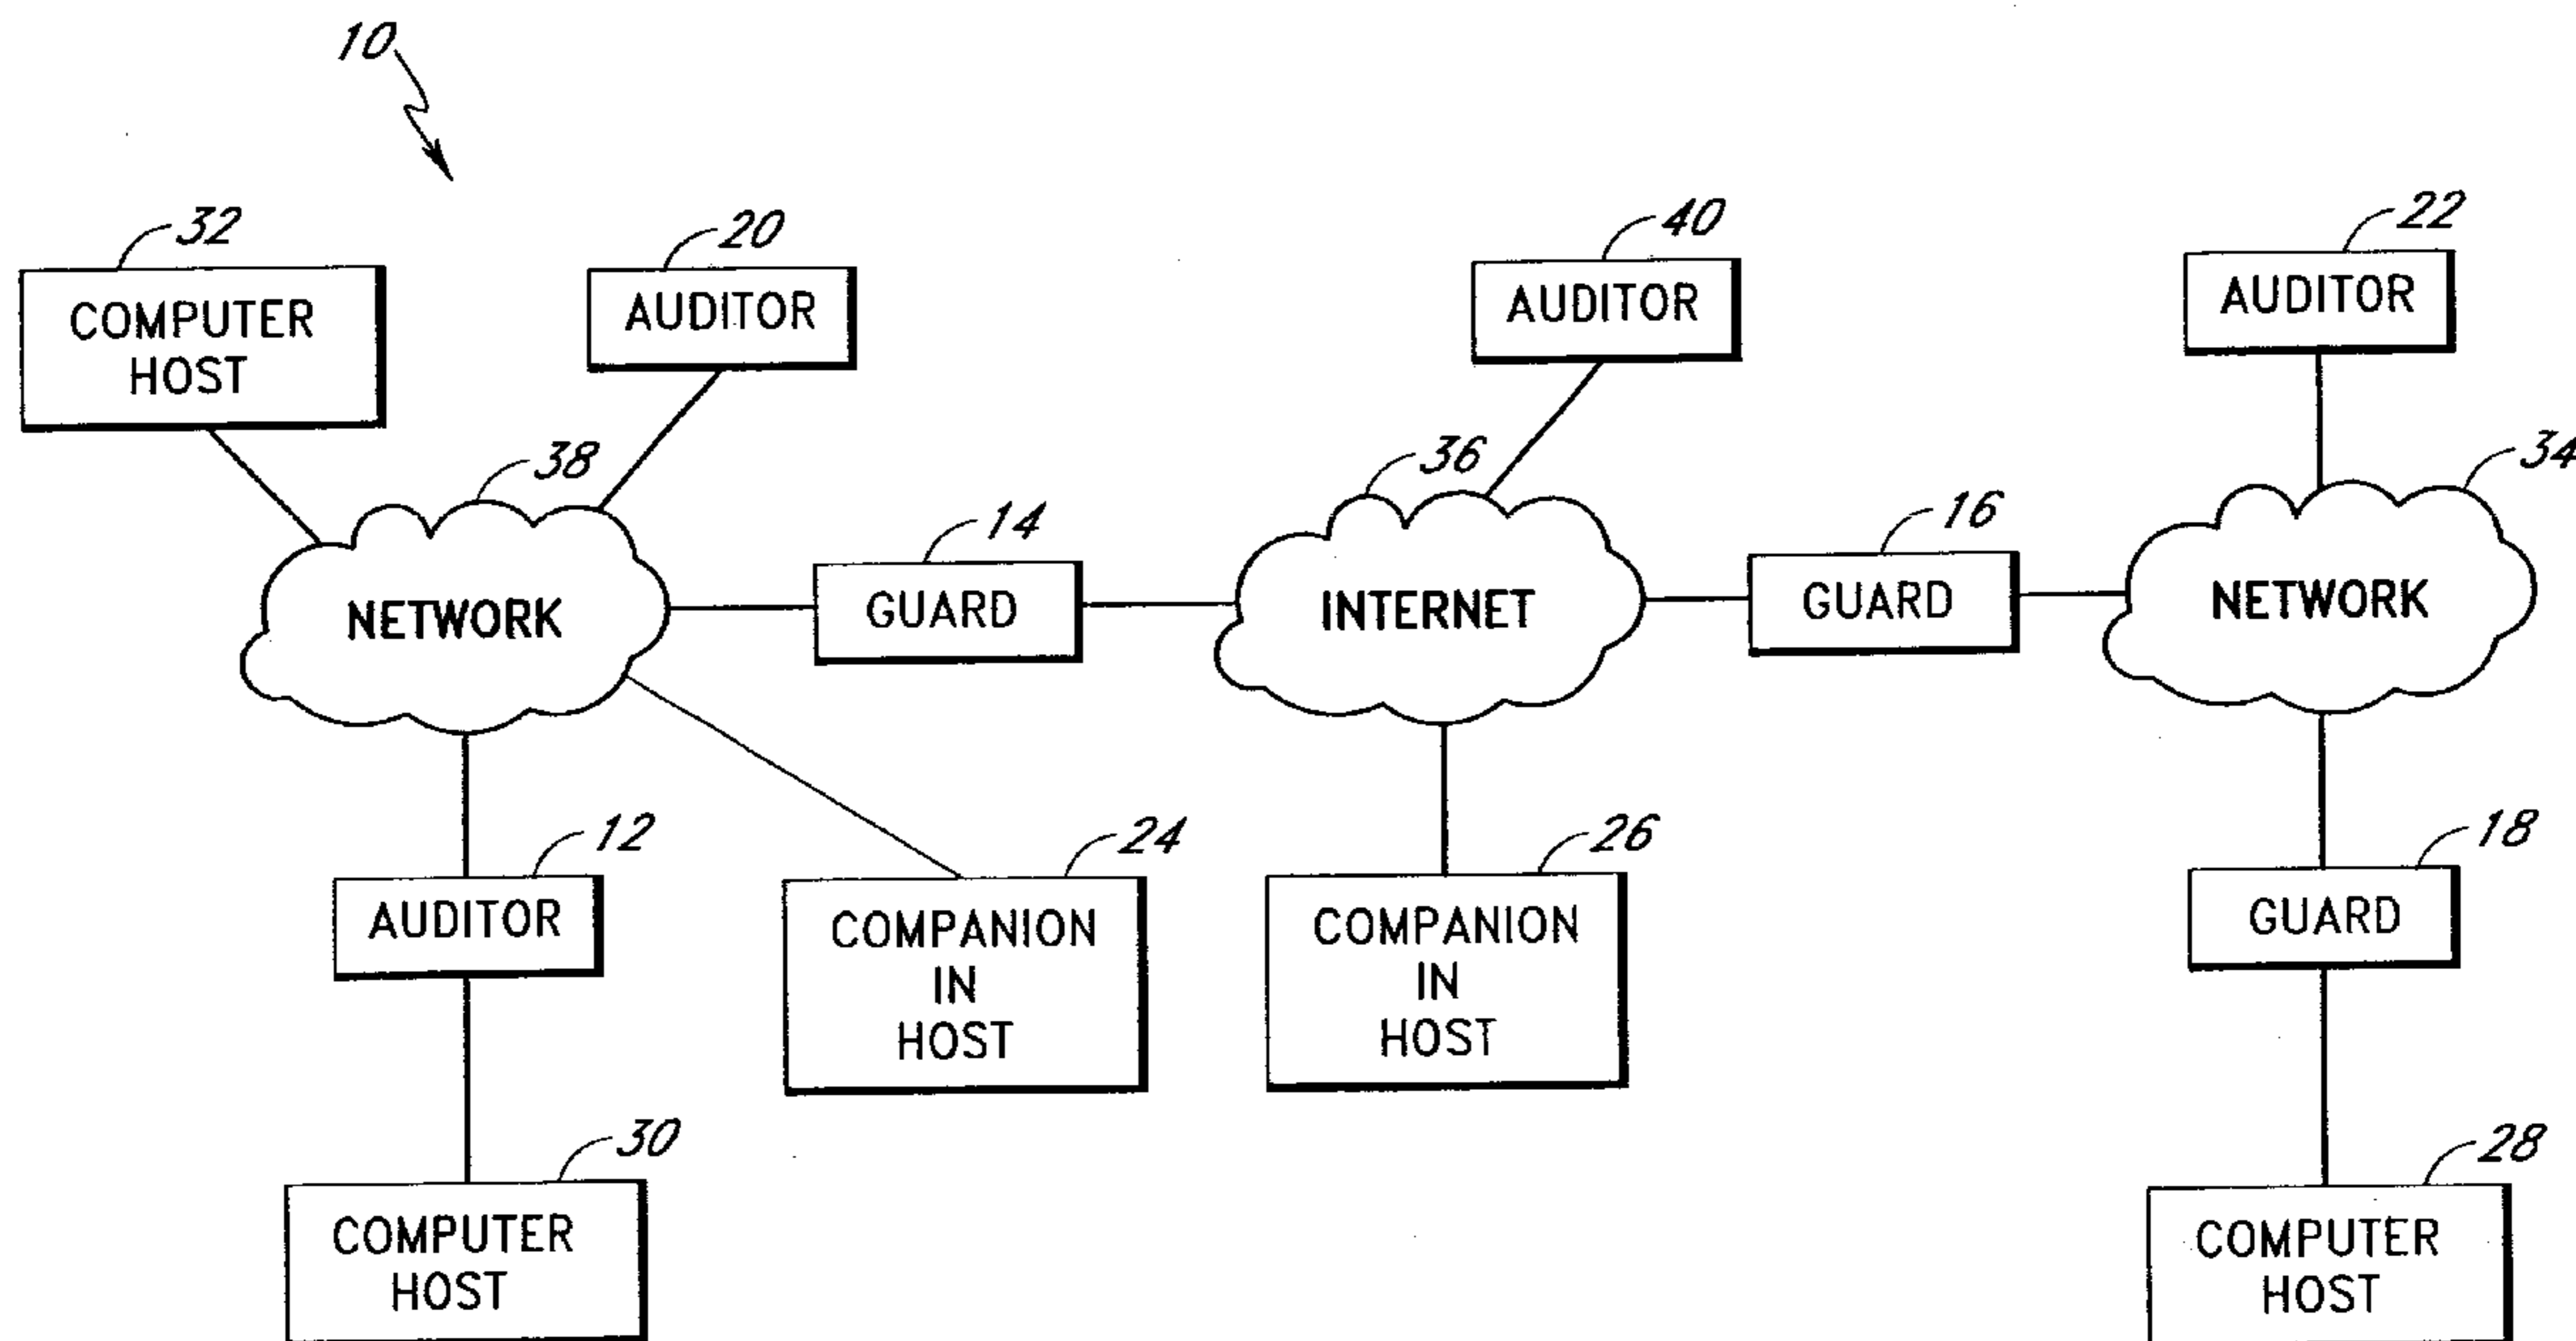 10
32
COMPUTER
HOST
20
AUDITOR
40
AUDITOR
22
AUDITOR
38
NETWORK
14
GUARD
36
INTERNET
16
GUARD
34
NETWORK
12
AUDITOR
24
COMPANION
IN
HOST
26
COMPANION
IN
HOST
18
GUARD
30
COMPUTER
HOST
28
COMPUTER
HOST